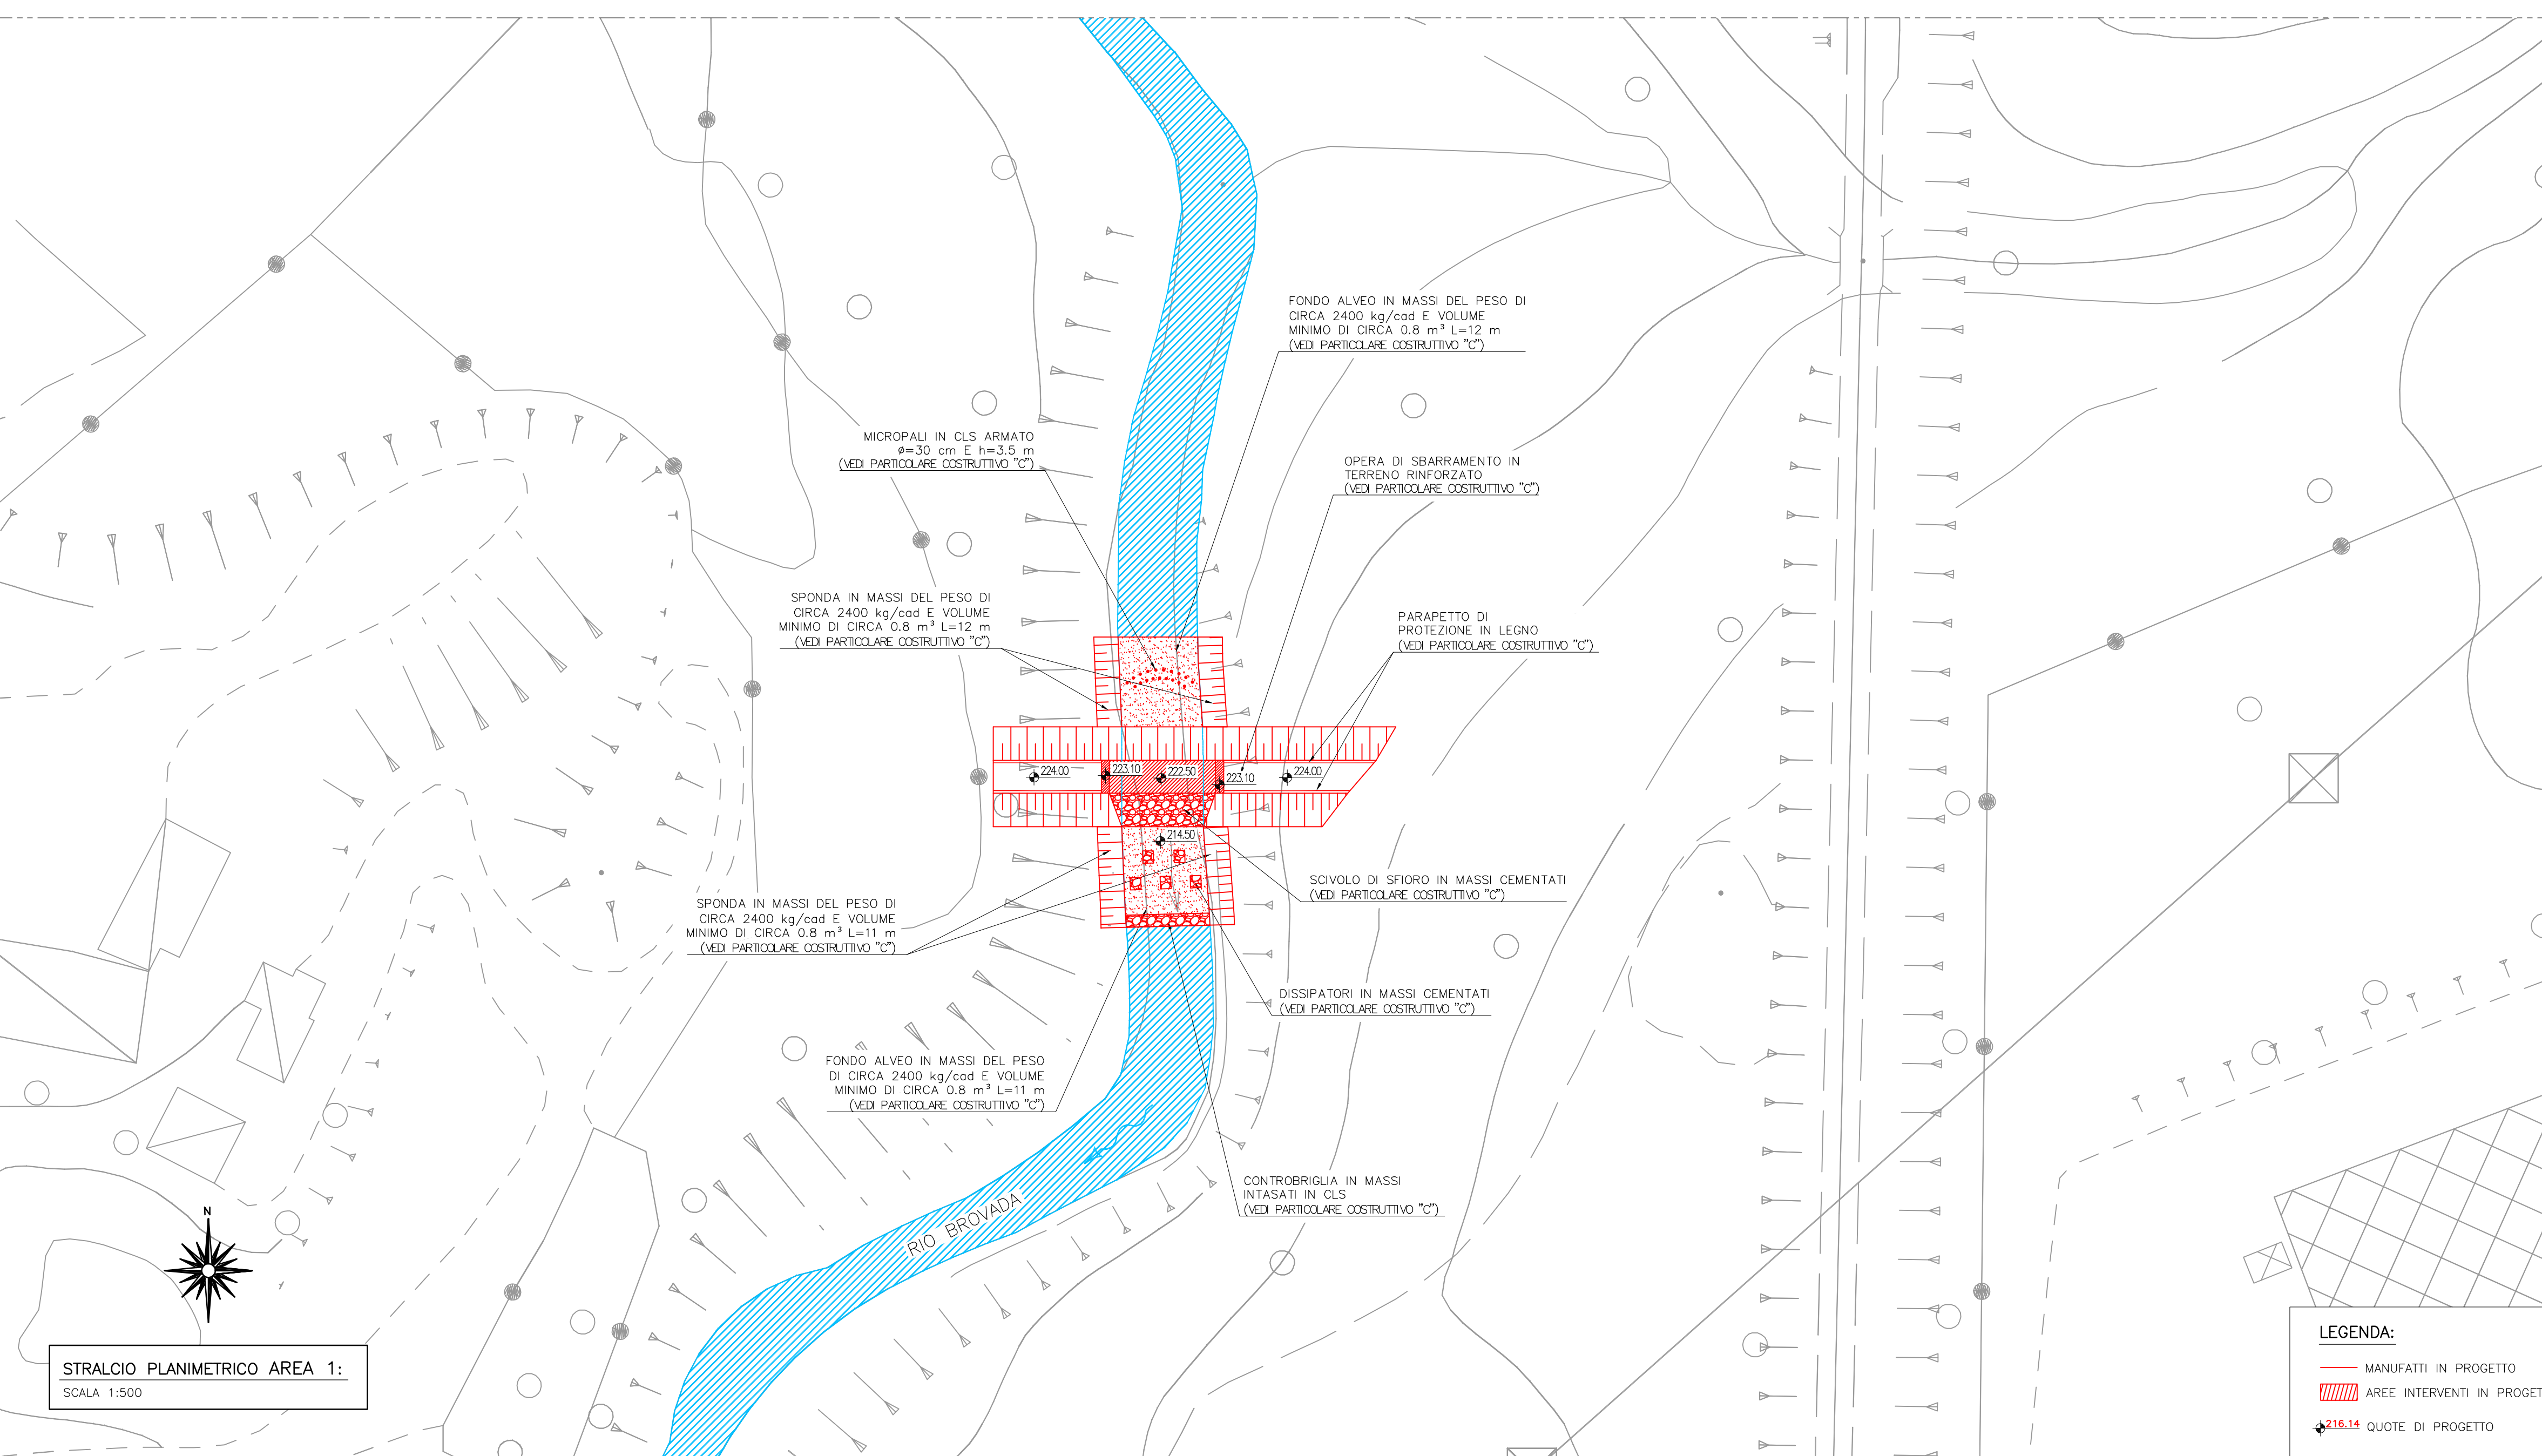 FONDO ALVEO IN MASSI DEL PESO DI
CIRCA 2400 kg/cad E VOLUME
MINIMO DI CIRCA 0.8 m³ L=12 m
(VEDI PARTICOLARE COSTRUTTIVO "C")
MICROPALI IN CLS ARMATO
ø=30 cm E h=3.5 m
(VEDI PARTICOLARE COSTRUTTIVO "C")
OPERA DI SBARRAMENTO IN
TERRENO RINFORZATO
(VEDI PARTICOLARE COSTRUTTIVO "C")
SPONDA IN MASSI DEL PESO DI
CIRCA 2400 kg/cad E VOLUME
MINIMO DI CIRCA 0.8 m³ L=12 m
(VEDI PARTICOLARE COSTRUTTIVO "C")
PARAPETTO DI
PROTEZIONE IN LEGNO
(VEDI PARTICOLARE COSTRUTTIVO "C")
224.00
223.10
222.50
223.10
224.00
214.50
SCIVOLO DI SFIORO IN MASSI CEMENTATI
(VEDI PARTICOLARE COSTRUTTIVO "C")
SPONDA IN MASSI DEL PESO DI
CIRCA 2400 kg/cad E VOLUME
MINIMO DI CIRCA 0.8 m³ L=11 m
(VEDI PARTICOLARE COSTRUTTIVO "C")
DISSIPATORI IN MASSI CEMENTATI
(VEDI PARTICOLARE COSTRUTTIVO "C")
FONDO ALVEO IN MASSI DEL PESO
DI CIRCA 2400 kg/cad E VOLUME
MINIMO DI CIRCA 0.8 m³ L=11 m
(VEDI PARTICOLARE COSTRUTTIVO "C")
CONTROBRIGLIA IN MASSI
INTASATI IN CLS
(VEDI PARTICOLARE COSTRUTTIVO "C")
RIO BROVADA
N
STRALCIO PLANIMETRICO AREA 1:
SCALA 1:500
LEGENDA:
MANUFATTI IN PROGETTO
AREE INTERVENTI IN PROGET
216.14 QUOTE DI PROGETTO